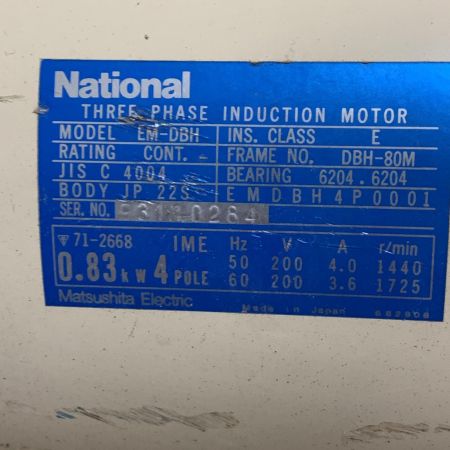 National
THREE PHASE INDUCTION MOTOR
MODEL EM-DBH INS. CLASS E
RATING CONT. FRAME NO. DBH-80M
JIS C 4004 BEARING 6204.6204
BODY JP 22S EMDBH4P0001
SER. NO.
71-2668 IME Hz V A r/min
0.83kW 4 POLE 50 200 4.0 1440
60 200 3.6 1725
Matsushita Electric Made in Japan